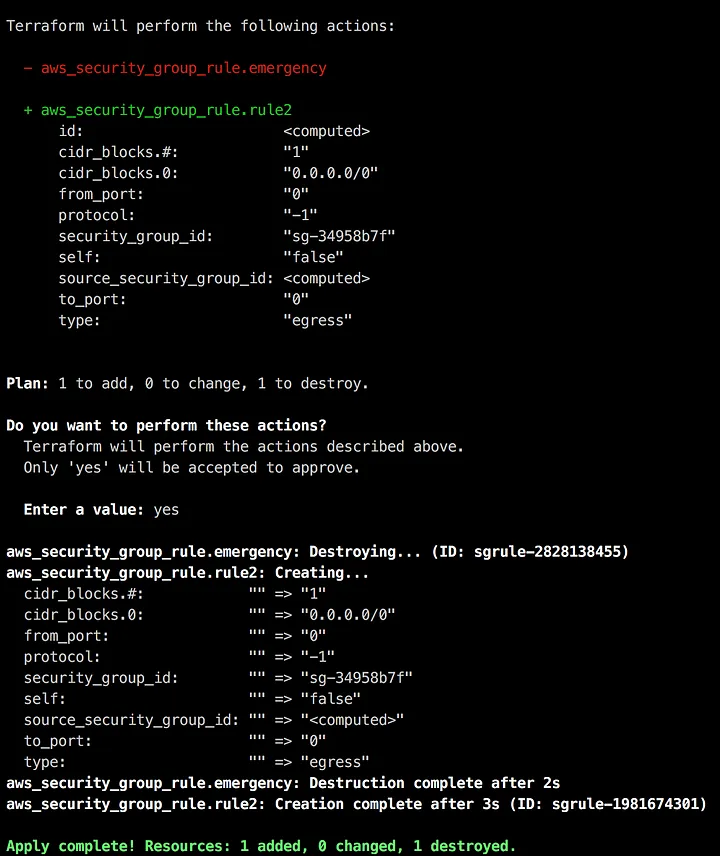 Terraform will perform the following actions:
- aws_security_group_rule.emergency
+ aws_security_group_rule.rule2
id: <computed>
cidr_blocks.#: "1"
cidr_blocks.0: "0.0.0.0/0"
from_port: "0"
protocol: "-1"
security_group_id: "sg-34958b7f"
self: "false"
source_security_group_id: <computed>
to_port: "0"
type: "egress"
Plan: 1 to add, 0 to change, 1 to destroy.
Do you want to perform these actions?
Terraform will perform the actions described above.
Only 'yes' will be accepted to approve.
Enter a value: yes
aws_security_group_rule.emergency: Destroying... (ID: sgrule-2828138455)
aws_security_group_rule.rule2: Creating...
cidr_blocks.#: "" => "1"
cidr_blocks.0: "" => "0.0.0.0/0"
from_port: "" => "0"
protocol: "" => "-1"
security_group_id: "" => "sg-34958b7f"
self: "" => "false"
source_security_group_id: "" => "<computed>"
to_port: "" => "0"
type: "" => "egress"
aws_security_group_rule.emergency: Destruction complete after 2s
aws_security_group_rule.rule2: Creation complete after 3s (ID: sgrule-1981674301)
Apply complete! Resources: 1 added, 0 changed, 1 destroyed.